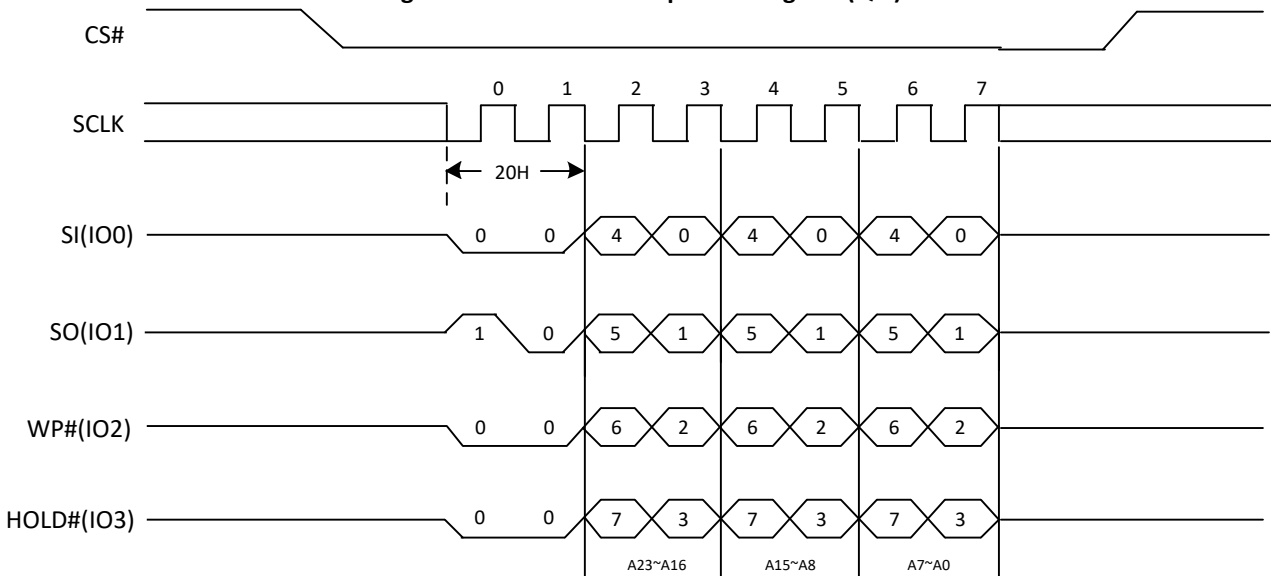 CS#
0 1 2 3 4 5 6 7
SCLK
20H
SI(IO0) 0 0 4 0 4 0 4 0
SO(IO1) 1 0 5 1 5 1 5 1
WP#(IO2) 0 0 6 2 6 2 6 2
HOLD#(IO3) 0 0 7 3 7 3 7 3
A23~A16 A15~A8 A7~A0